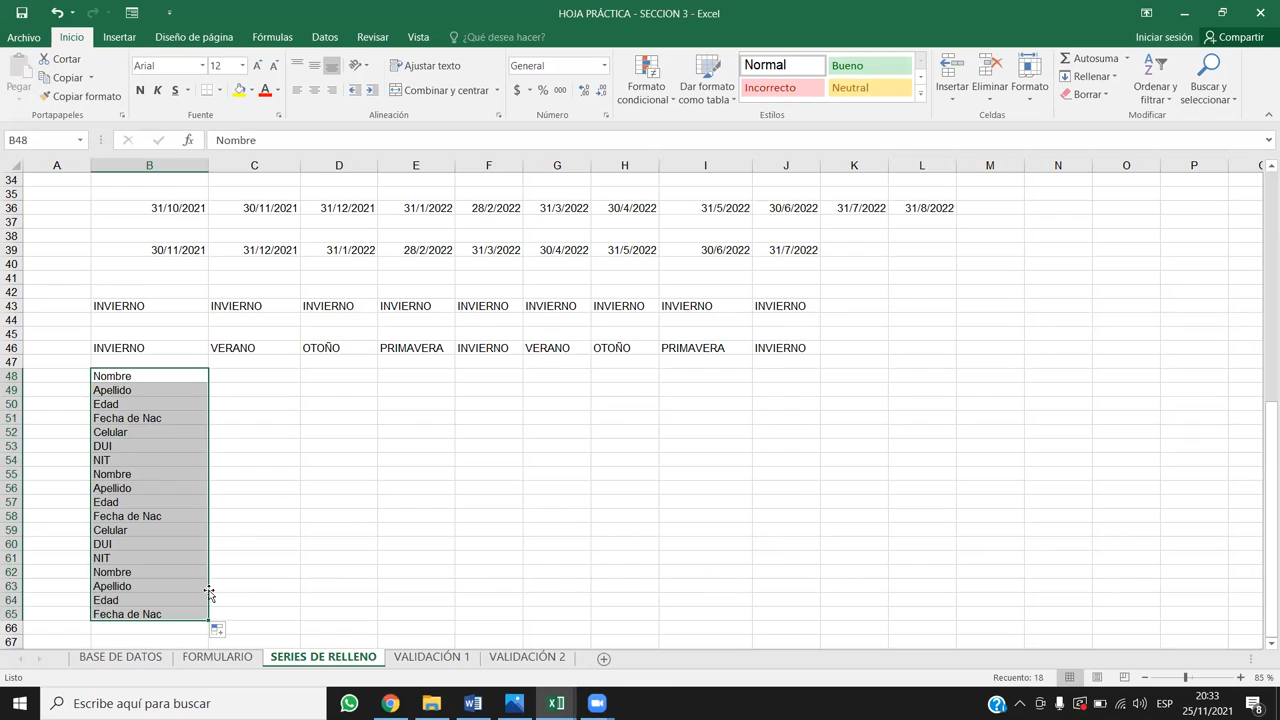 HOJA PRÁCTICA - SECCION 3 - Excel
Archivo Inicio Insertar Diseño de página Fórmulas Datos Revisar Vista ¿Qué desea hacer? Iniciar sesión Compartir
Pegar
Cortar
Copiar
Copiar formato
Portapapeles
Arial 12
N K S
Fuente
Ajustar texto
Combinar y centrar
Alineación
General
$ % 000
Número
Formato condicional
Dar formato como tabla
Normal Bueno
Incorrecto Neutral
Estilos
Insertar Eliminar Formato
Celdas
Autosuma
Rellenar
Borrar
Ordenar y filtrar
Buscar y seleccionar
Modificar
B48 fx Nombre
A B C D E F G H I J K L M N O P
34
35
36 31/10/2021 30/11/2021 31/12/2021 31/1/2022 28/2/2022 31/3/2022 30/4/2022 31/5/2022 30/6/2022 31/7/2022 31/8/2022
37
38
39 30/11/2021 31/12/2021 31/1/2022 28/2/2022 31/3/2022 30/4/2022 31/5/2022 30/6/2022 31/7/2022
40
41
42
43 INVIERNO INVIERNO INVIERNO INVIERNO INVIERNO INVIERNO INVIERNO INVIERNO INVIERNO
44
45
46 INVIERNO VERANO OTOÑO PRIMAVERA INVIERNO VERANO OTOÑO PRIMAVERA INVIERNO
47
48 Nombre
49 Apellido
50 Edad
51 Fecha de Nac
52 Celular
53 DUI
54 NIT
55 Nombre
56 Apellido
57 Edad
58 Fecha de Nac
59 Celular
60 DUI
61 NIT
62 Nombre
63 Apellido
64 Edad
65 Fecha de Nac
66
67
BASE DE DATOS FORMULARIO SERIES DE RELLENO VALIDACIÓN 1 VALIDACIÓN 2
Listo Recuento: 18 85 %
Escribe aquí para buscar ESP 20:33
25/11/2021 8